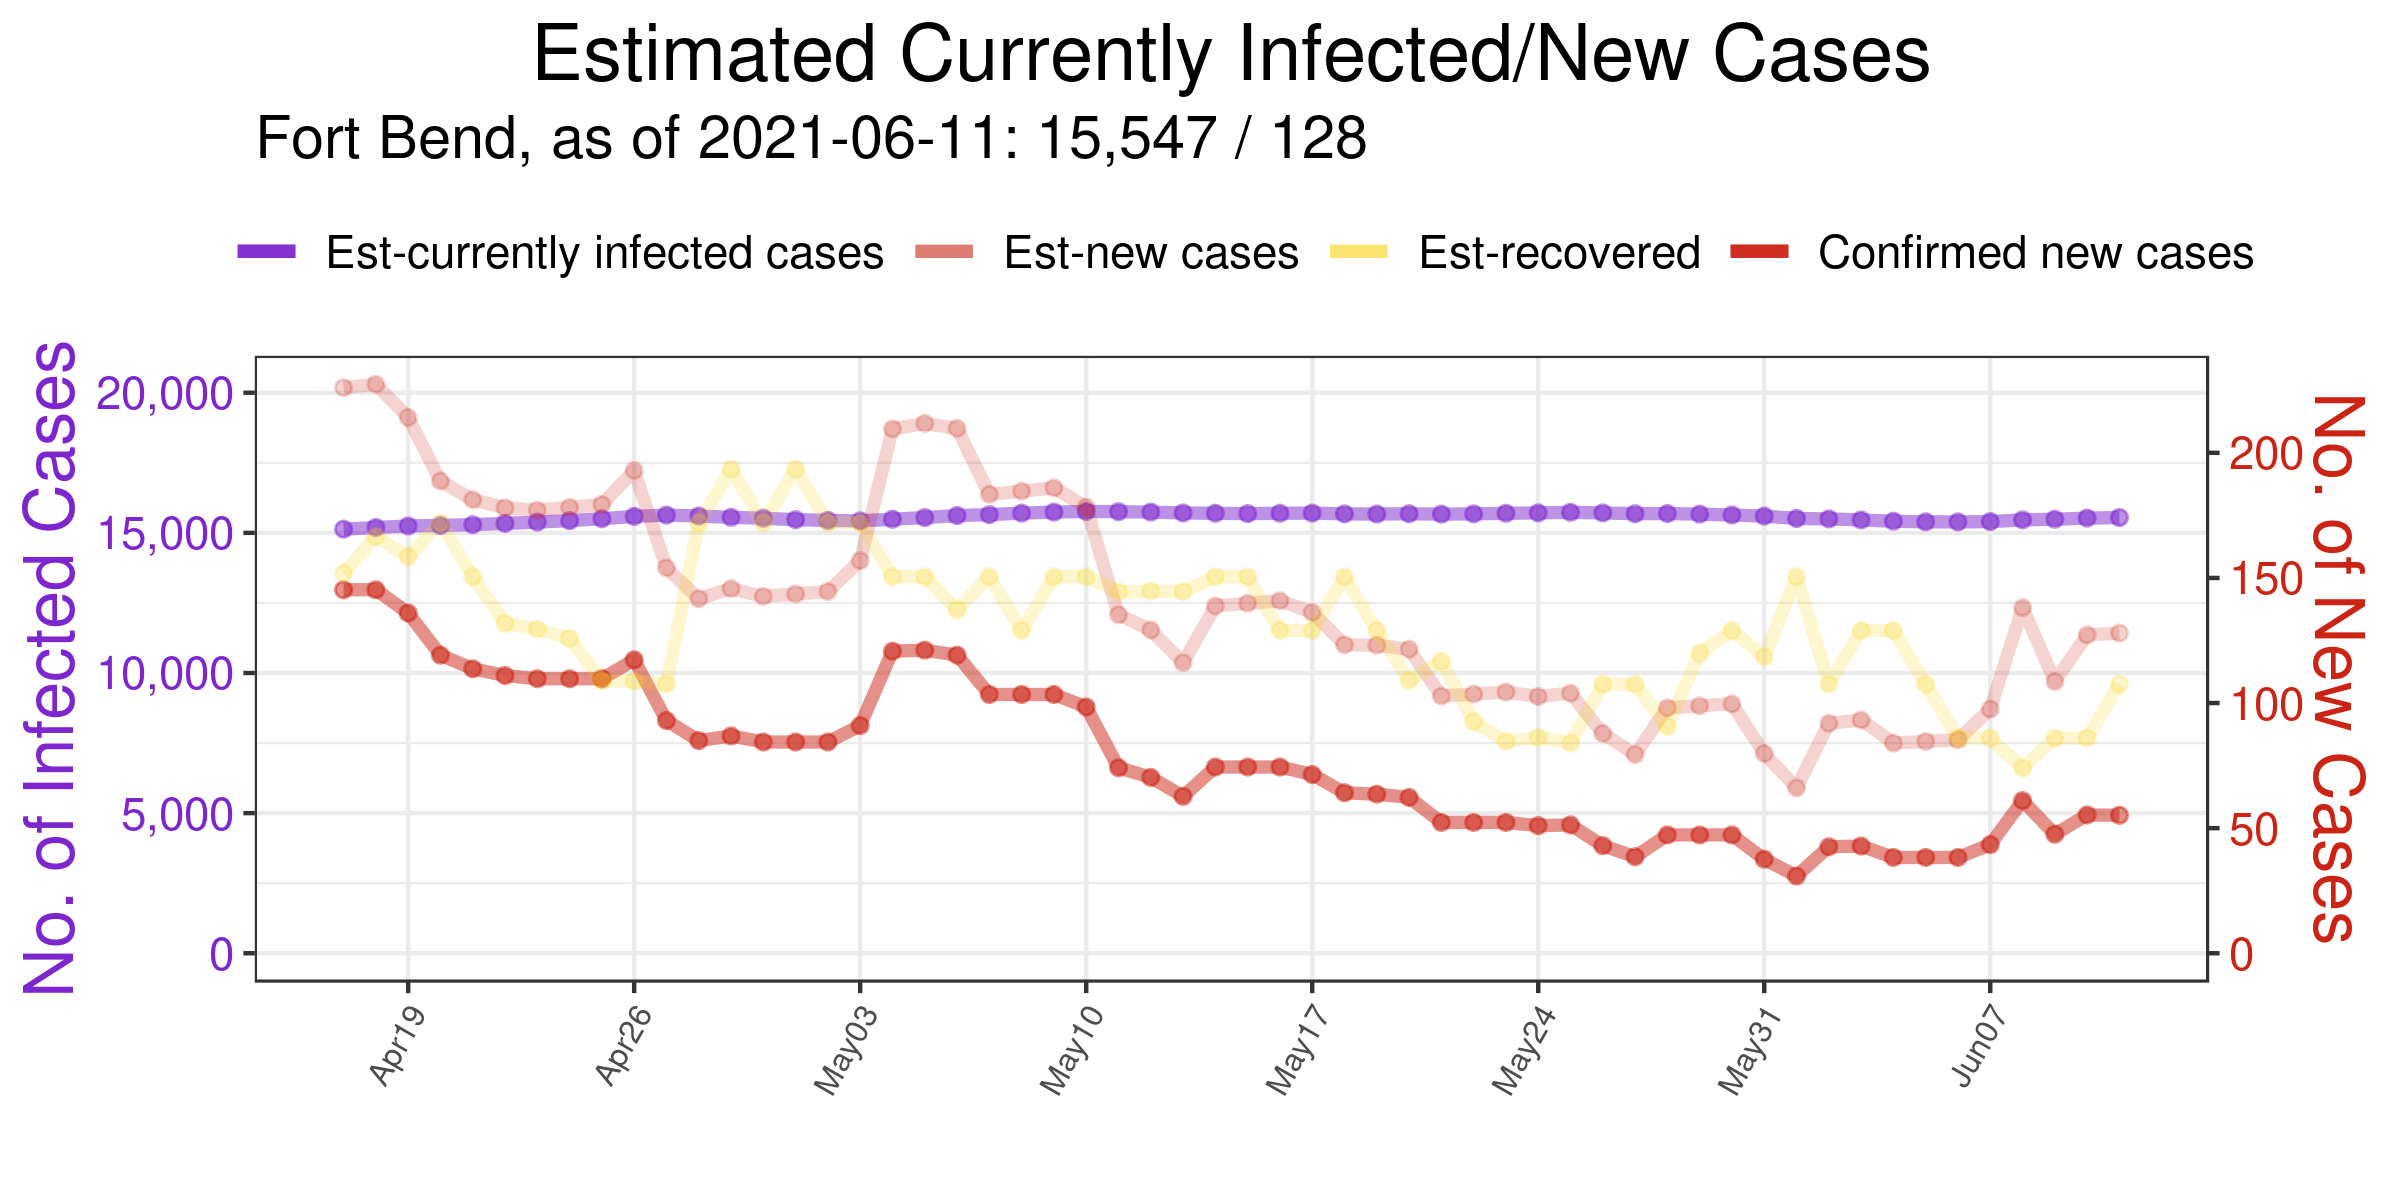 Estimated Currently Infected/New Cases
Fort Bend, as of 2021-06-11: 15,547 / 128
Est-currently infected cases Est-new cases Est-recovered Confirmed new cases
No. of Infected Cases
20,000
15,000
10,000
5,000
0
200
150
100
50
0
No. of New Cases
Apr19 Apr26 May03 May10 May17 May24 May31 Jun07